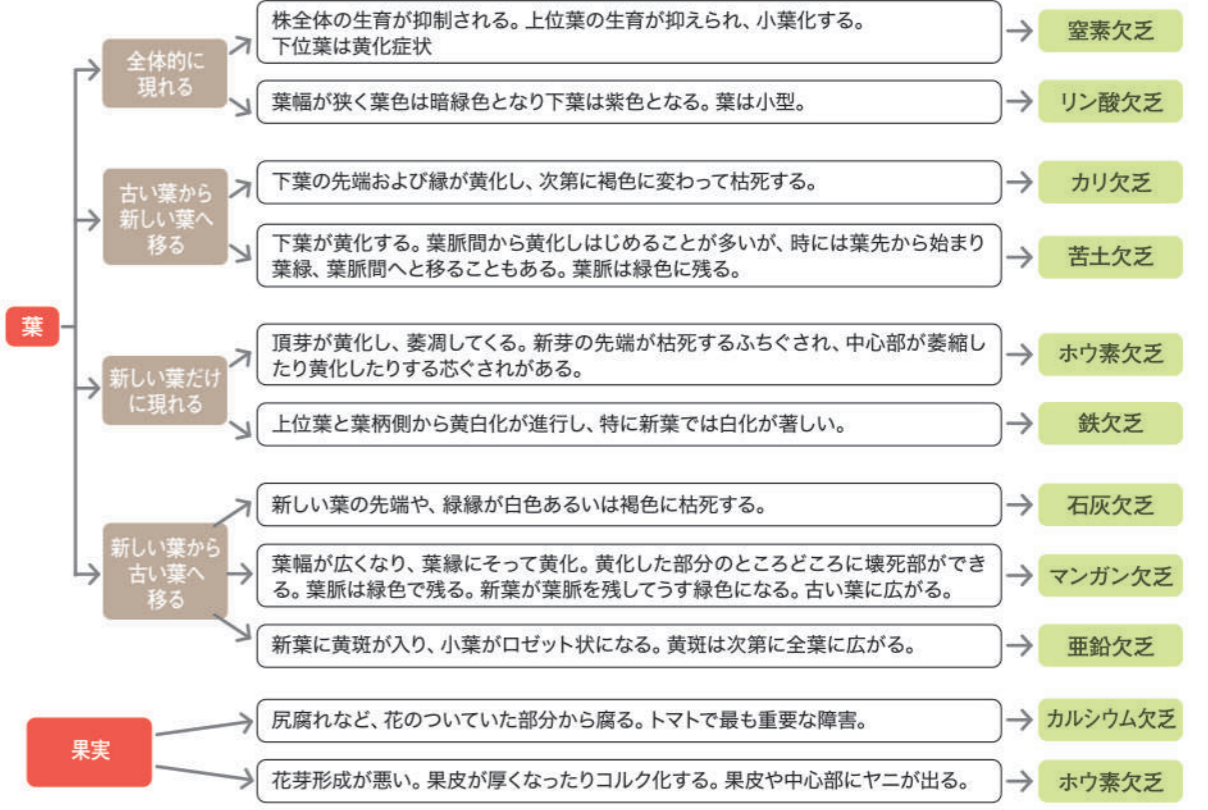 葉
全体的に
現れる
株全体の生育が抑制される。上位葉の生育が抑えられ、小葉化する。
下位葉は黄化症状
窒素欠乏
葉幅が狭く葉色は暗緑色となり下葉は紫色となる。葉は小型。
リン酸欠乏
古い葉から
新しい葉へ
移る
下葉の先端および縁が黄化し、次第に褐色に変わって枯死する。
カリ欠乏
下葉が黄化する。葉脈間から黄化しはじめることが多いが、時には葉先から始まり
葉緑、葉脈間へと移ることもある。葉脈は緑色に残る。
苦土欠乏
新しい葉だけ
に現れる
頂芽が黄化し、萎凋してくる。新芽の先端が枯死するふちぐされ、中心部が萎縮し
たり黄化したりする芯ぐされがある。
ホウ素欠乏
上位葉と葉柄側から黄白化が進行し、特に新葉では白化が著しい。
鉄欠乏
新しい葉から
古い葉へ
移る
新しい葉の先端や、緑縁が白色あるいは褐色に枯死する。
石灰欠乏
葉幅が広くなり、葉縁にそって黄化。黄化した部分のところどころに壊死部ができ
る。葉脈は緑色で残る。新葉が葉脈を残してうす緑色になる。古い葉に広がる。
マンガン欠乏
新葉に黄斑が入り、小葉がロゼット状になる。黄斑は次第に全葉に広がる。
亜鉛欠乏
果実
尻腐れなど、花のついていた部分から腐る。トマトで最も重要な障害。
カルシウム欠乏
花芽形成が悪い。果皮が厚くなったりコルク化する。果皮や中心部にヤニが出る。
ホウ素欠乏